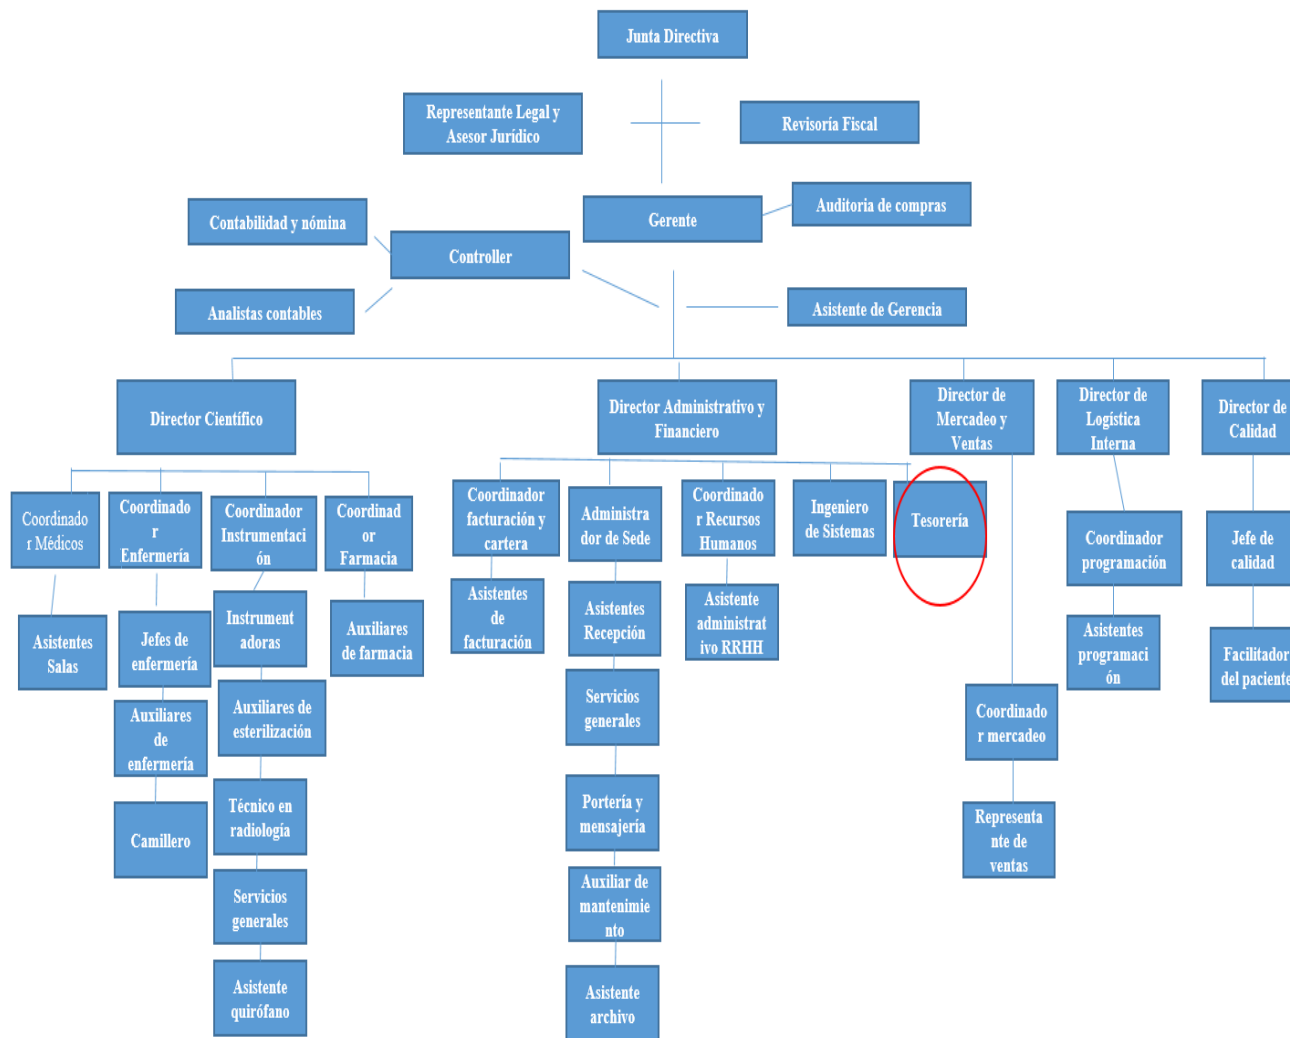 Junta Directiva
Representante Legal y
Asesor Jurídico
Revisoría Fiscal
Contabilidad y nómina
Gerente
Auditoria de compras
Controller
Analistas contables
Asistente de Gerencia
Director Científico
Director Administrativo y
Financiero
Director de
Mercadeo y
Ventas
Director de
Logística
Interna
Director de
Calidad
Coordinado
r Médicos
Coordinado
r
Enfermería
Coordinador
Instrumentaci
ón
Coordinad
or
Farmacia
Coordinador
facturación y
cartera
Administra
dor de Sede
Coordinado
r Recursos
Humanos
Ingeniero
de Sistemas
Tesorería
Coordinador
programación
Jefe de
calidad
Asistentes
Salas
Jefes de
enfermería
Instrument
adoras
Auxiliares
de farmacia
Asistentes
de
facturación
Asistentes
Recepción
Asistente
administrat
ivo RRHH
Asistentes
programaci
ón
Facilitador
del paciente
Auxiliares
de
enfermería
Auxiliares de
esterilización
Servicios
generales
Coordinado
r mercadeo
Camillero
Técnico en
radiología
Portería y
mensajería
Representa
nte de
ventas
Servicios
generales
Auxiliar de
mantenimie
nto
Asistente
quirófano
Asistente
archivo